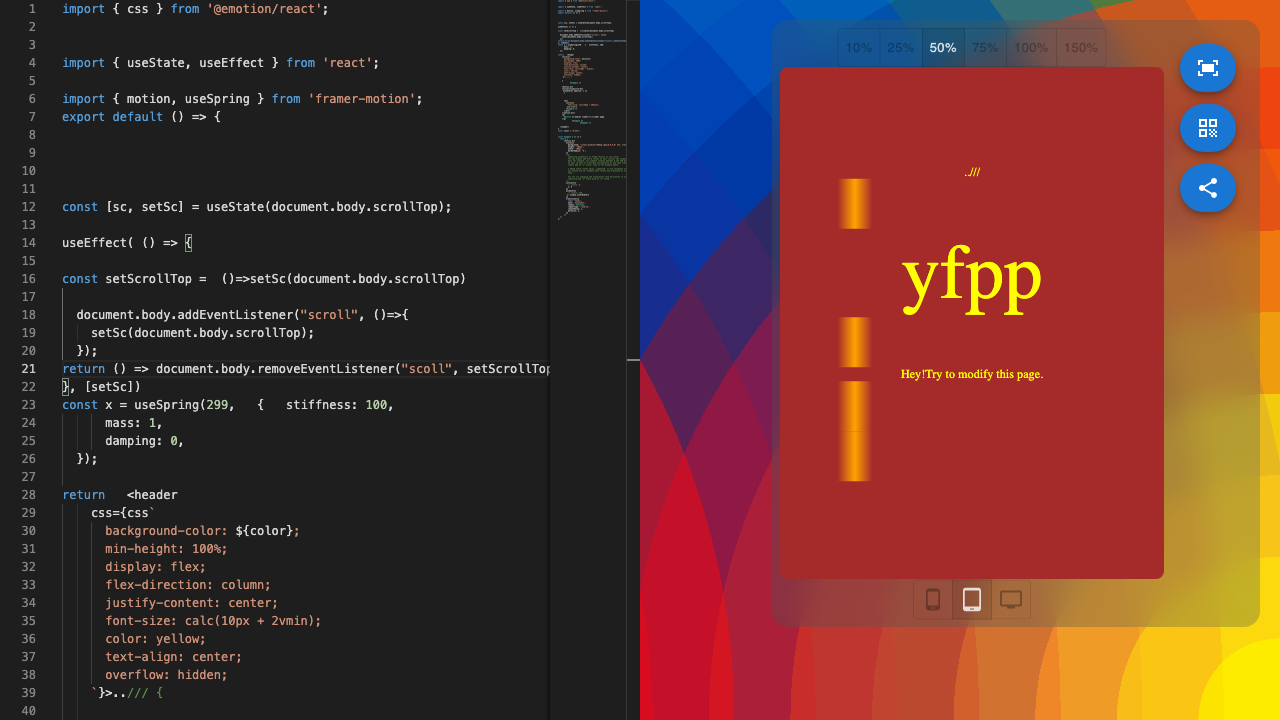 1 import { css } from '@emotion/react';
2
3
4 import { useState, useEffect } from 'react';
5
6 import { motion, useSpring } from 'framer-motion';
7 export default () => {
8
9
10
11
12 const [sc, setSc] = useState(document.body.scrollTop);
13
14 useEffect( () => {
15
16 const setScrollTop =  ()=>setSc(document.body.scrollTop)
17
18 document.body.addEventListener("scroll", ()=>{
19 setSc(document.body.scrollTop);
20 });
21 return () => document.body.removeEventListener("scoll", setScrollTop
22 }, [setSc])
23 const x = useSpring(299,   {   stiffness: 100,
24 mass: 1,
25 damping: 0,
26 });
27
28 return   <header
29 css={css`
30 background-color: ${color};
31 min-height: 100%;
32 display: flex;
33 flex-direction: column;
34 justify-content: center;
35 font-size: calc(10px + 2vmin);
36 color: yellow;
37 text-align: center;
38 overflow: hidden;
39 `}>../// {
40
10% 25% 50% 75% 100% 150%
..///
yfpp
Hey!Try to modify this page.